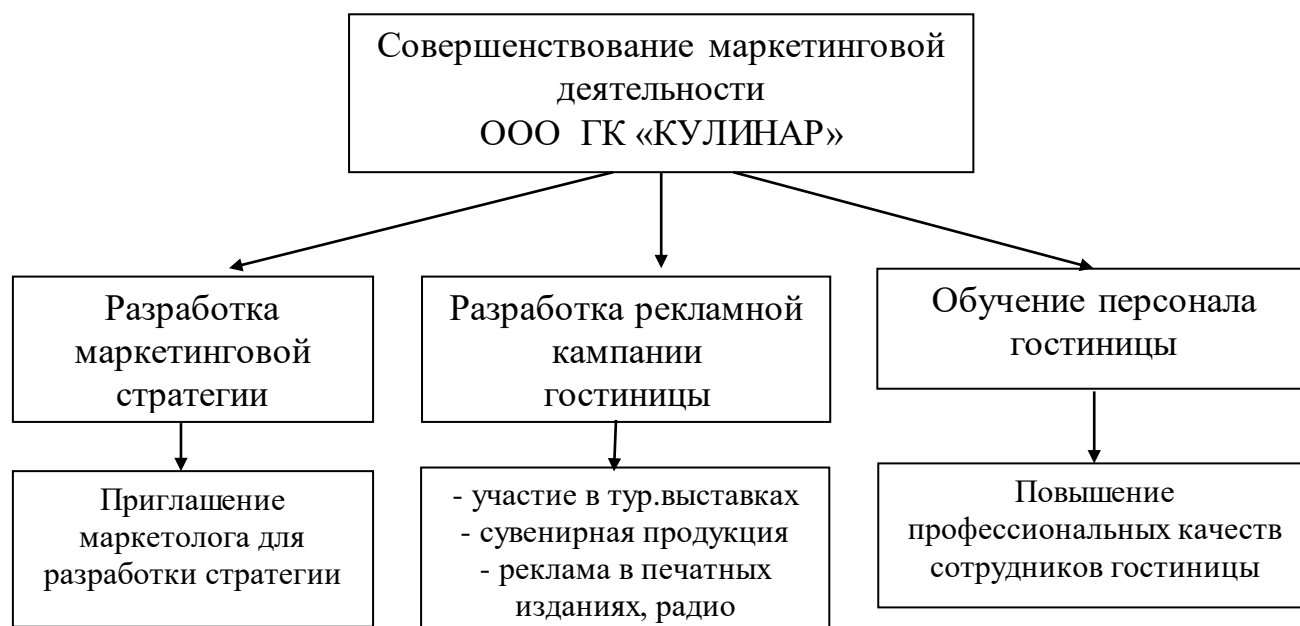 Совершенствование маркетинговой
деятельности
ООО ГК «КУЛИНАР»
Разработка
маркетинговой
стратегии
Разработка рекламной
кампании
гостиницы
Обучение персонала
гостиницы
Приглашение
маркетолога для
разработки стратегии
- участие в тур.выставках
- сувенирная продукция
- реклама в печатных
изданиях, радио
Повышение
профессиональных качеств
сотрудников гостиницы